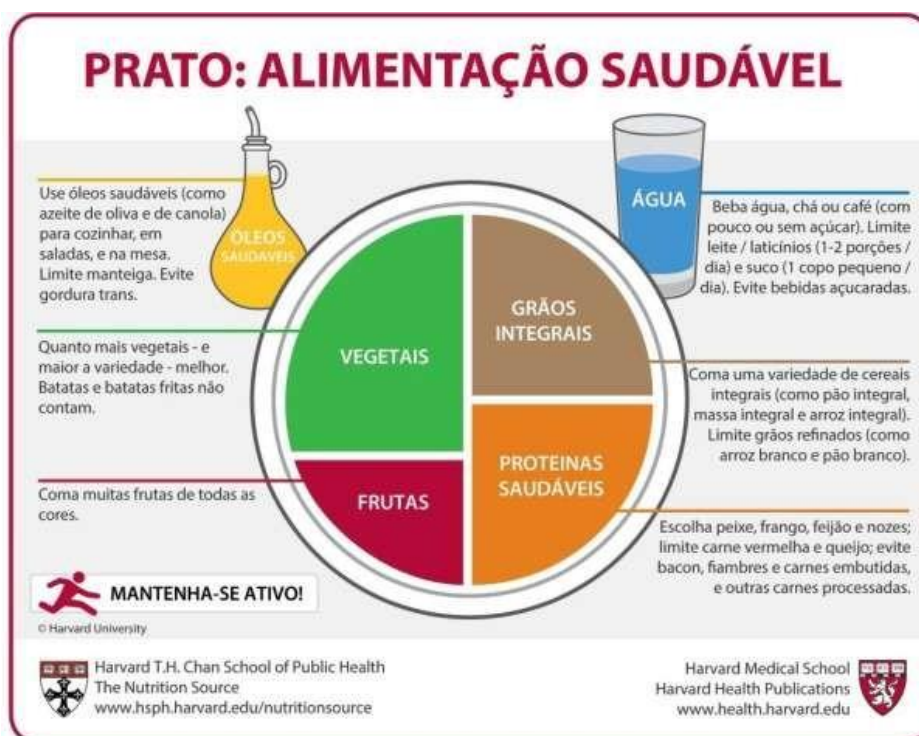 PRATO: ALIMENTAÇÃO SAUDÁVEL
Use óleos saudáveis (como
azeite de oliva e de canola)
para cozinhar, em
saladas, e na mesa.
Limite manteiga. Evite
gordura trans.
ÓLEOS
SAUDÁVEIS
ÁGUA
Beba água, chá ou café (com
pouco ou sem açúcar). Limite
leite / laticínios (1-2 porções /
dia) e suco (1 copo pequeno /
dia). Evite bebidas açucaradas.
Quanto mais vegetais - e
maior a variedade - melhor.
Batatas e batatas fritas não
contam.
VEGETAIS
GRÃOS
INTEGRAIS
Coma uma variedade de cereais
integrais (como pão integral,
massa integral e arroz integral).
Limite grãos refinados (como
arroz branco e pão branco).
Coma muitas frutas de todas as
cores.
FRUTAS
PROTEINAS
SAUDÁVEIS
Escolha peixe, frango, feijão e nozes;
limite carne vermelha e queijo; evite
bacon, fiambres e carnes embutidas,
e outras carnes processadas.
MANTENHA-SE ATIVO!
© Harvard University
Harvard T.H. Chan School of Public Health
The Nutrition Source
www.hsph.harvard.edu/nutritionsource
Harvard Medical School
Harvard Health Publications
www.health.harvard.edu